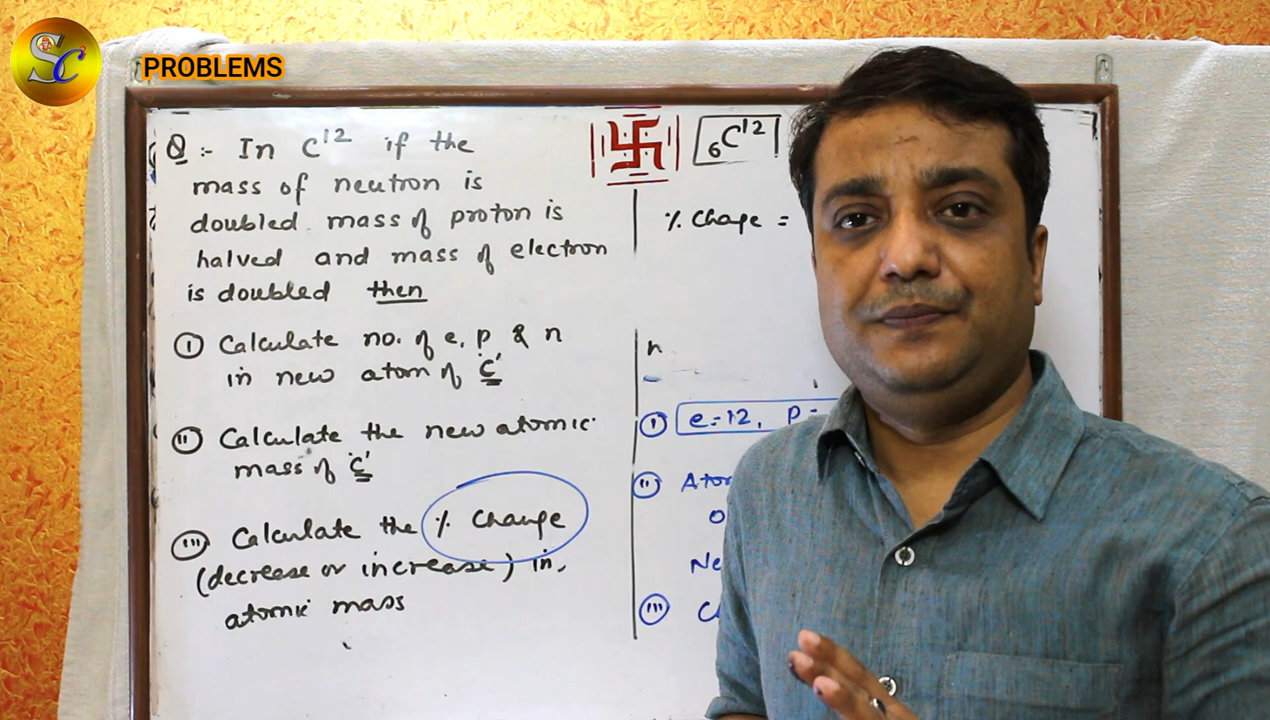 Sc
PROBLEMS
Q :- In C¹² if the
mass of neutron is
doubled. mass of proton is
halved and mass of electron
is doubled then
(i) Calculate no. of e, p & n
in new atom of C'
(ii) Calculate the new atomic
mass of C'
(iii) Calculate the % Change
(decrease or increase) in,
atomic mass
₆C¹²
% Change =
n
(i) e=12, P=
(ii) Ato
O
Ne
(iii) C